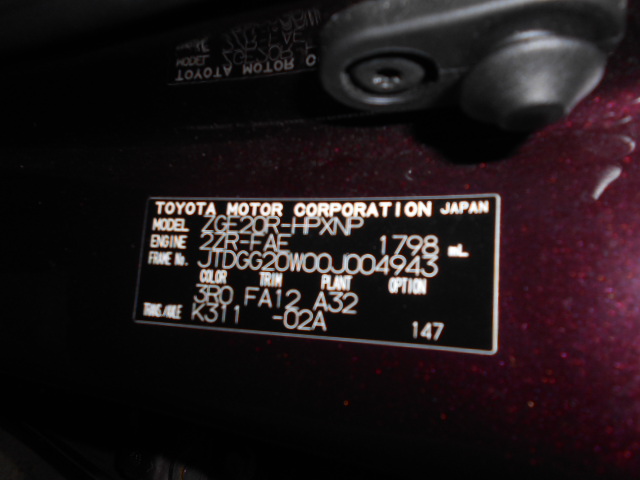 TOYOTA MOTOR CORPORATION JAPAN
MODEL ZGE20R-HPXNP
ENGINE 2ZR-FAE 1798 mL
FRAME No. JTDGG20W00J004943
COLOR TRIM PLANT OPTION
3R0 FA12 A32
TRANS/AXLE K311 -02A
147